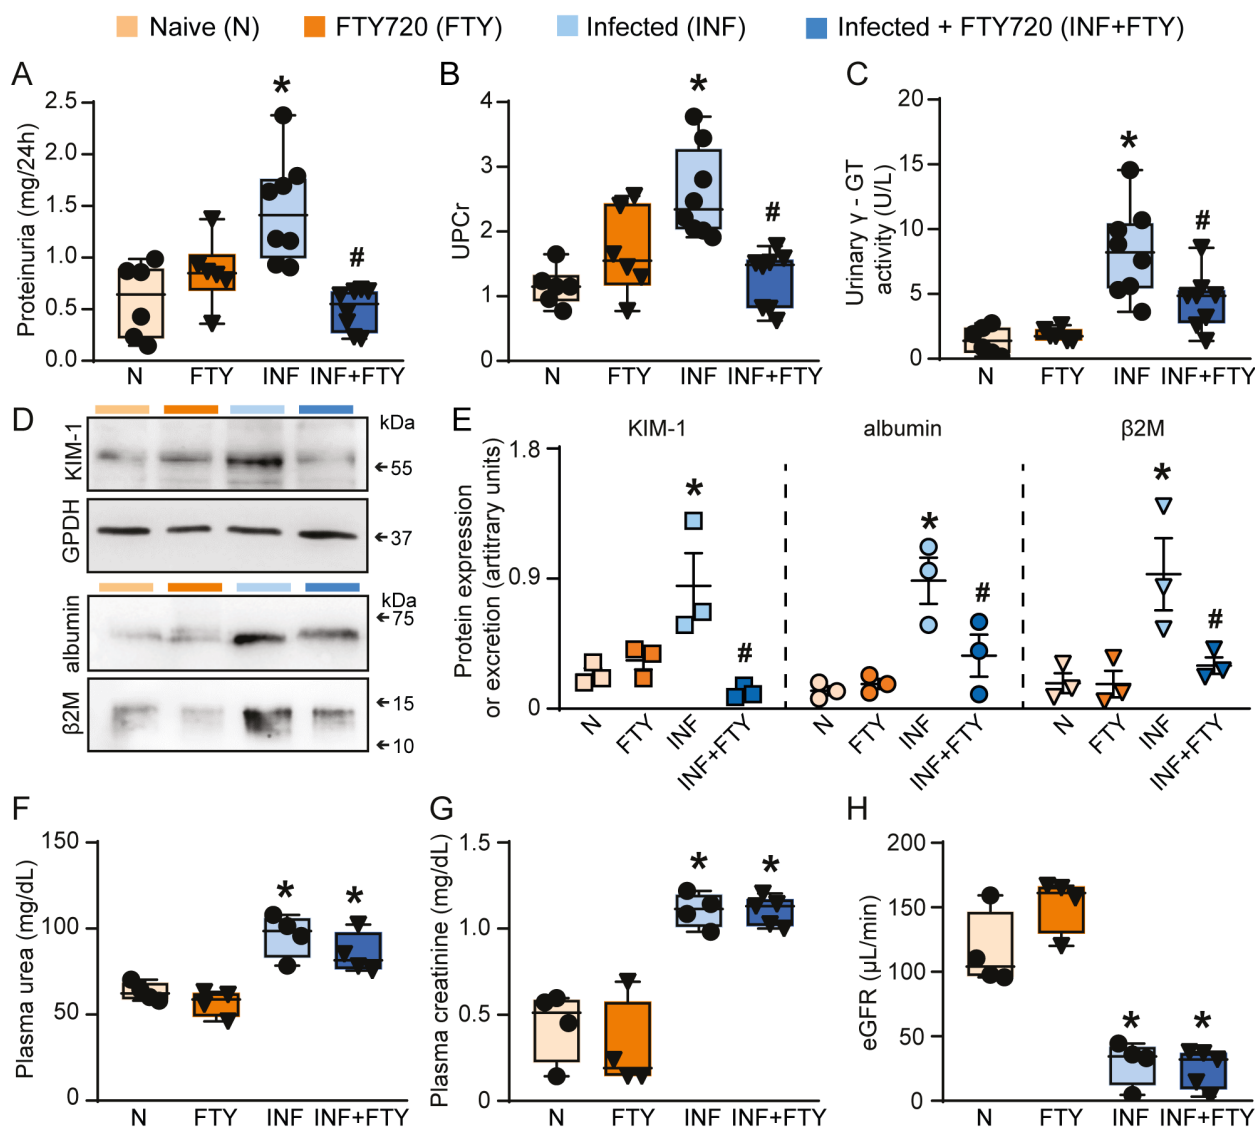 Naive (N) FTY720 (FTY) Infected (INF) Infected + FTY720 (INF+FTY)
A
Proteinuria (mg/24h)
2.5
2.0
1.5
1.0
0.5
0.0
*
#
N FTY INF INF+FTY
B
UPCr
4
3
2
1
0
*
#
N FTY INF INF+FTY
C
Urinary γ - GT
activity (U/L)
20
15
10
5
0
*
#
N FTY INF INF+FTY
D
kDa
KIM-1
←55
GPDH
←37
kDa
albumin
←75
β2M
←15
←10
E
KIM-1 albumin β2M
Protein expression
or excretion (artitrary units)
1.8
0.9
0
* # * # * #
N FTY INF INF+FTY N FTY INF INF+FTY N FTY INF INF+FTY
F
Plasma urea (mg/dL)
150
100
50
0
* *
N FTY INF INF+FTY
G
Plasma creatinine (mg/dL)
1.5
1.0
0.5
0
* *
N FTY INF INF+FTY
H
eGFR (µL/min)
200
150
100
50
0
* *
N FTY INF INF+FTY